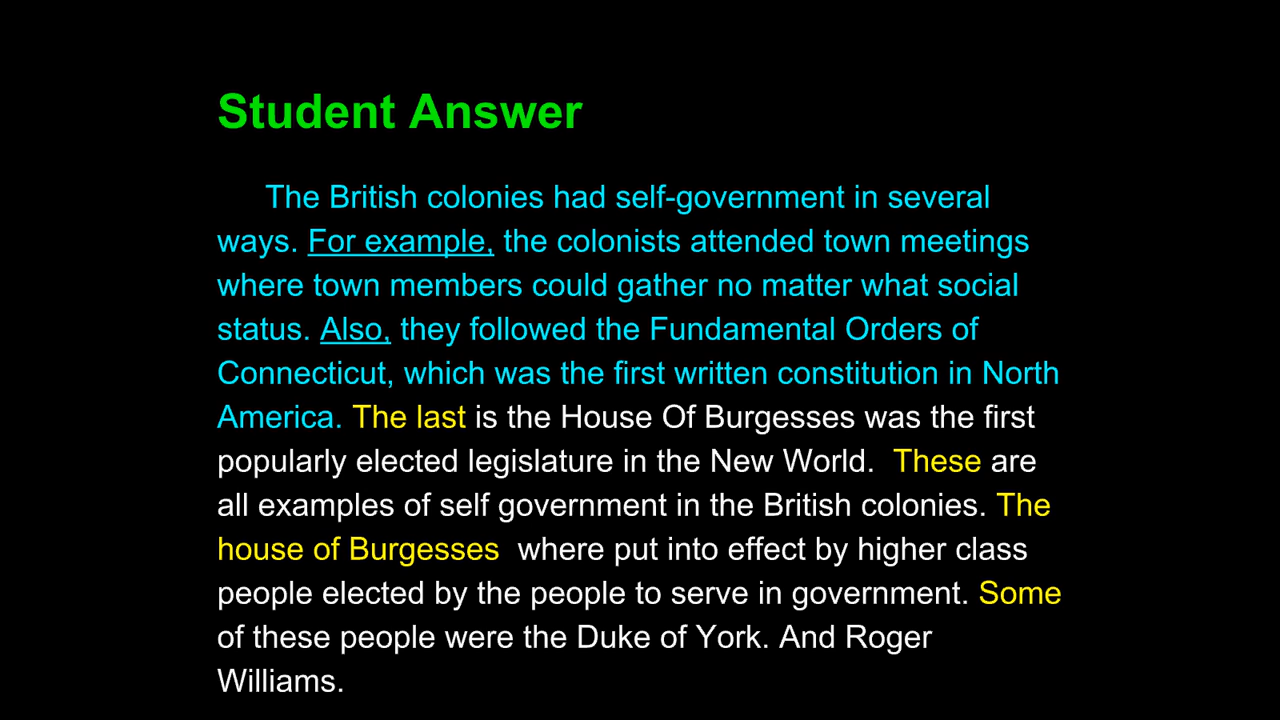 Student Answer
The British colonies had self-government in several
ways. For example, the colonists attended town meetings
where town members could gather no matter what social
status. Also, they followed the Fundamental Orders of
Connecticut, which was the first written constitution in North
America. The last is the House Of Burgesses was the first
popularly elected legislature in the New World.  These are
all examples of self government in the British colonies. The
house of Burgesses  where put into effect by higher class
people elected by the people to serve in government. Some
of these people were the Duke of York. And Roger
Williams.